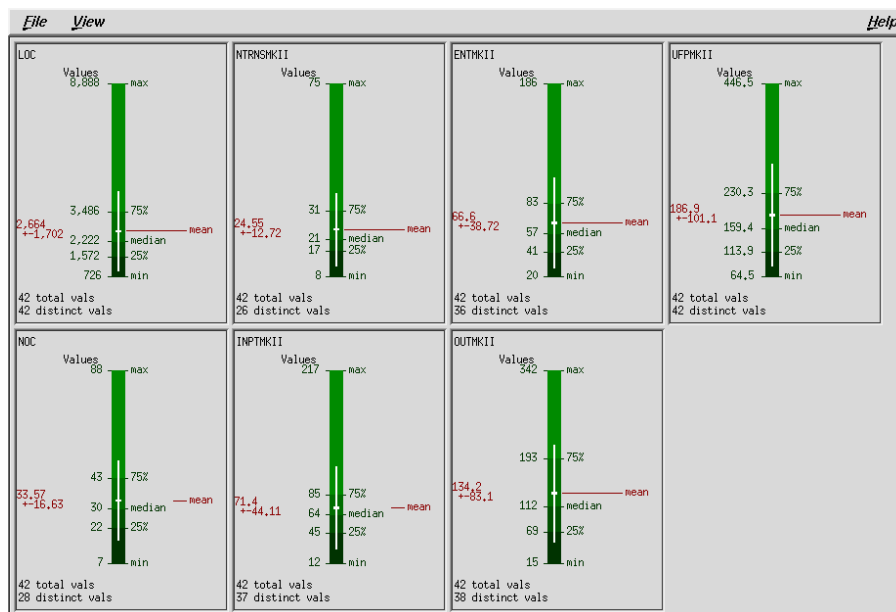 File View Help
LOC
Values
8,888 max
3,486 75%
2,664
+-1,702 mean
2,222 median
1,572 25%
726 min
42 total vals
42 distinct vals
NTRNSMKII
Values
75 max
31 75%
24.55
+-12.72 mean
21 median
17 25%
8 min
42 total vals
26 distinct vals
ENTMKII
Values
186 max
83 75%
66.6
+-38.72 mean
57 median
41 25%
20 min
42 total vals
36 distinct vals
UFPMKII
Values
446.5 max
230.3 75%
186.9
+-101.1 mean
159.4 median
113.9 25%
64.5 min
42 total vals
42 distinct vals
NOC
Values
88 max
43 75%
33.57
+-16.63 mean
30 median
22 25%
7 min
42 total vals
28 distinct vals
INPTMKII
Values
217 max
85 75%
71.4
+-44.11 mean
64 median
45 25%
12 min
42 total vals
37 distinct vals
OUTMKII
Values
342 max
193 75%
134.2
+-83.1 mean
112 median
69 25%
15 min
42 total vals
38 distinct vals